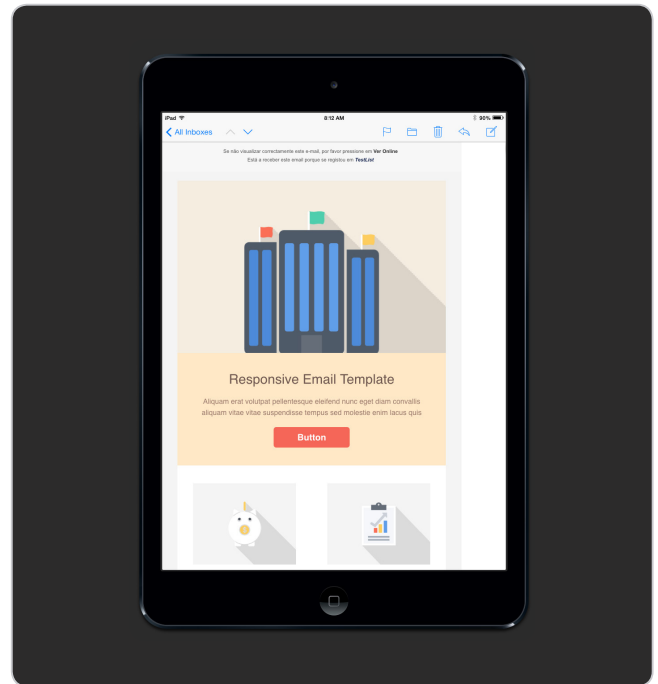 iPad 8:12 AM 90%
All Inboxes
Se não visualizar correctamente este e-mail, por favor pressione em Ver Online
Está a receber este email porque se registou em TestList
Responsive Email Template
Aliquam erat volutpat pellentesque eleifend nunc eget diam convallis
aliquam vitae vitae suspendisse tempus sed molestie enim lacus quis
Button